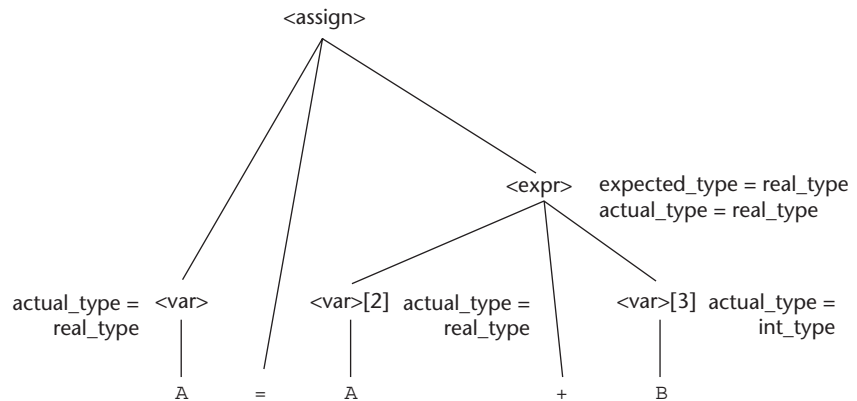 <assign>
<expr> expected_type = real_type
actual_type = real_type
actual_type = <var>
real_type
<var>[2] actual_type =
real_type
<var>[3] actual_type =
int_type
A = A + B